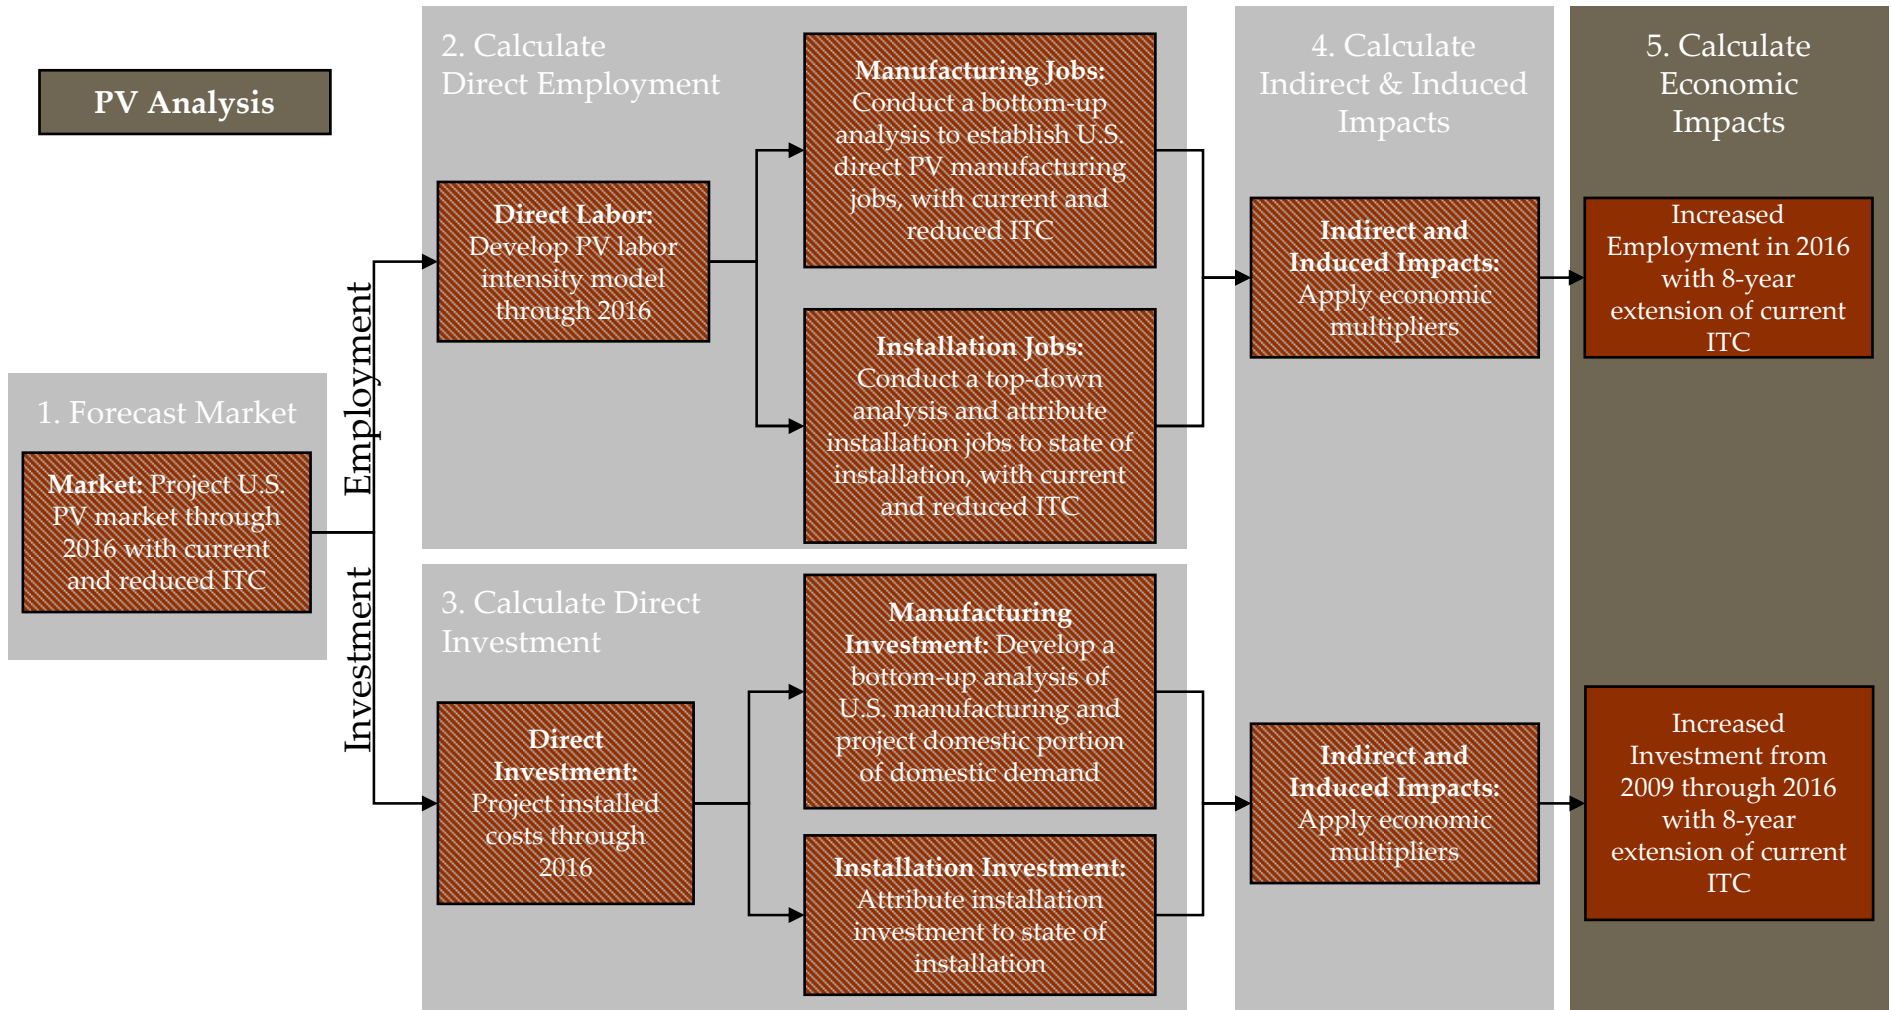 PV Analysis
1. Forecast Market
Market: Project U.S.
PV market through
2016 with current
and reduced ITC
Employment
Investment
2. Calculate
Direct Employment
Direct Labor:
Develop PV labor
intensity model
through 2016
Manufacturing Jobs:
Conduct a bottom-up
analysis to establish U.S.
direct PV manufacturing
jobs, with current and
reduced ITC
Installation Jobs:
Conduct a top-down
analysis and attribute
installation jobs to state of
installation, with current
and reduced ITC
3. Calculate Direct
Investment
Direct
Investment:
Project installed
costs through
2016
Manufacturing
Investment: Develop a
bottom-up analysis of
U.S. manufacturing and
project domestic portion
of domestic demand
Installation Investment:
Attribute installation
investment to state of
installation
4. Calculate
Indirect & Induced
Impacts
Indirect and
Induced Impacts:
Apply economic
multipliers
Indirect and
Induced Impacts:
Apply economic
multipliers
5. Calculate
Economic
Impacts
Increased
Employment in 2016
with 8-year
extension of current
ITC
Increased
Investment from
2009 through 2016
with 8-year
extension of current
ITC